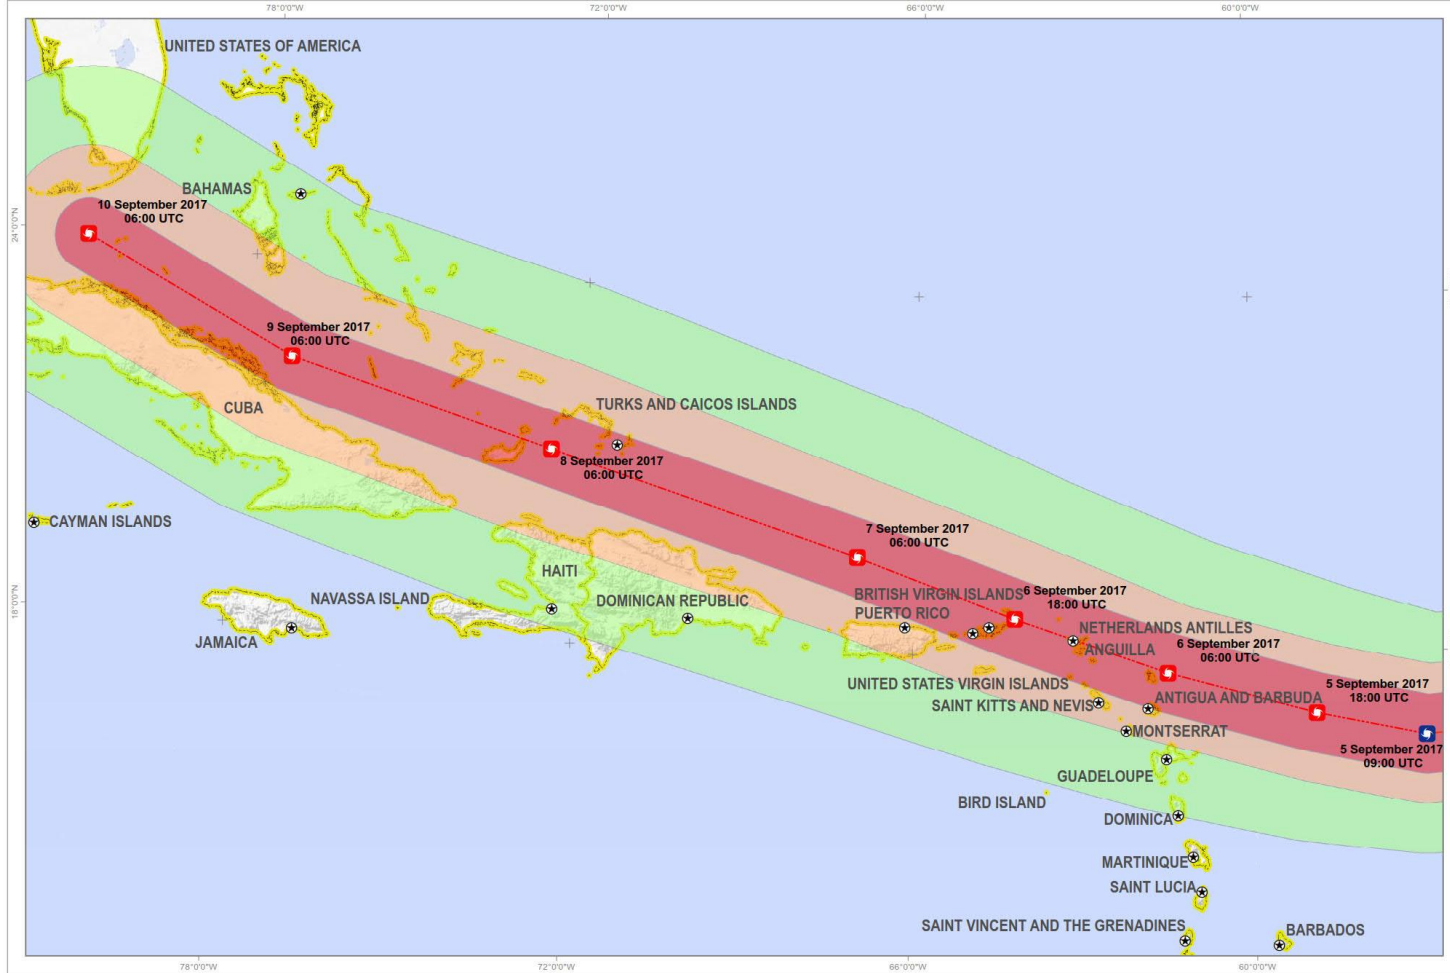 78°0'0"W
72°0'0"W
66°0'0"W
60°0'0"W
UNITED STATES OF AMERICA
BAHAMAS
10 September 2017
06:00 UTC
24°0'0"N
9 September 2017
06:00 UTC
CUBA
TURKS AND CAICOS ISLANDS
8 September 2017
06:00 UTC
CAYMAN ISLANDS
7 September 2017
06:00 UTC
HAITI
NAVASSA ISLAND
DOMINICAN REPUBLIC
BRITISH VIRGIN ISLANDS
6 September 2017
18:00 UTC
18°0'0"N
PUERTO RICO
NETHERLANDS ANTILLES
JAMAICA
ANGUILLA
6 September 2017
06:00 UTC
UNITED STATES VIRGIN ISLANDS
5 September 2017
18:00 UTC
SAINT KITTS AND NEVIS
ANTIGUA AND BARBUDA
MONTSERRAT
5 September 2017
09:00 UTC
GUADELOUPE
BIRD ISLAND
DOMINICA
MARTINIQUE
SAINT LUCIA
SAINT VINCENT AND THE GRENADINES
BARBADOS
78°0'0"W
72°0'0"W
66°0'0"W
60°0'0"W